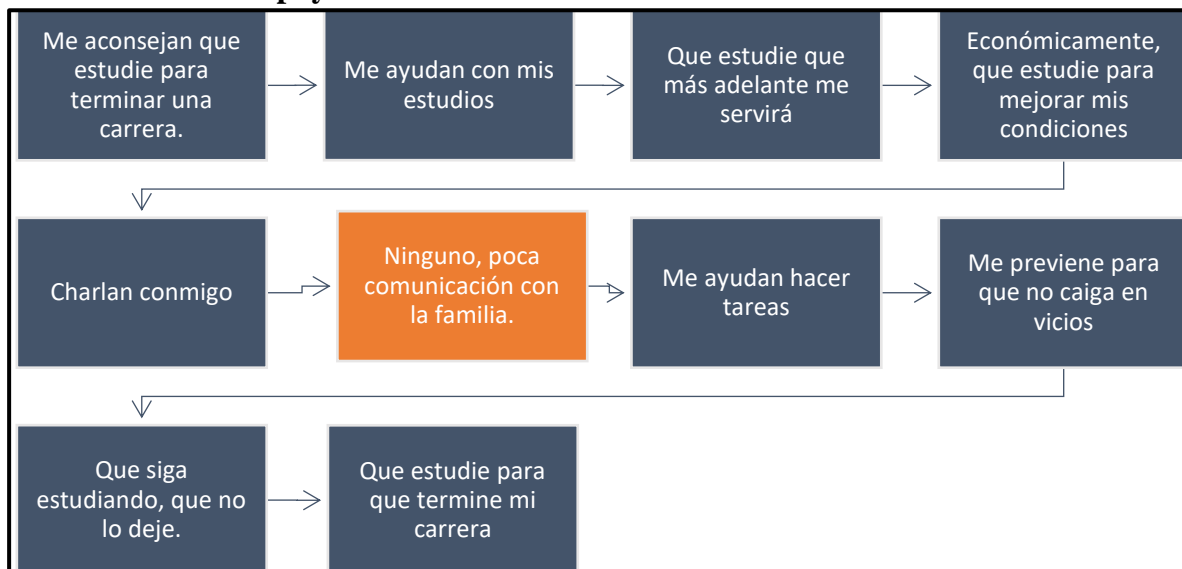 Me aconsejan que
estudie para
terminar una
carrera.
Me ayudan con mis
estudios
Que estudie que
más adelante me
servirá
Económicamente,
que estudie para
mejorar mis
condiciones
Charlan conmigo
Ninguno, poca
comunicación con
la familia.
Me ayudan hacer
tareas
Me previene para
que no caiga en
vicios
Que siga
estudiando, que no
lo deje.
Que estudie para
que termine mi
carrera